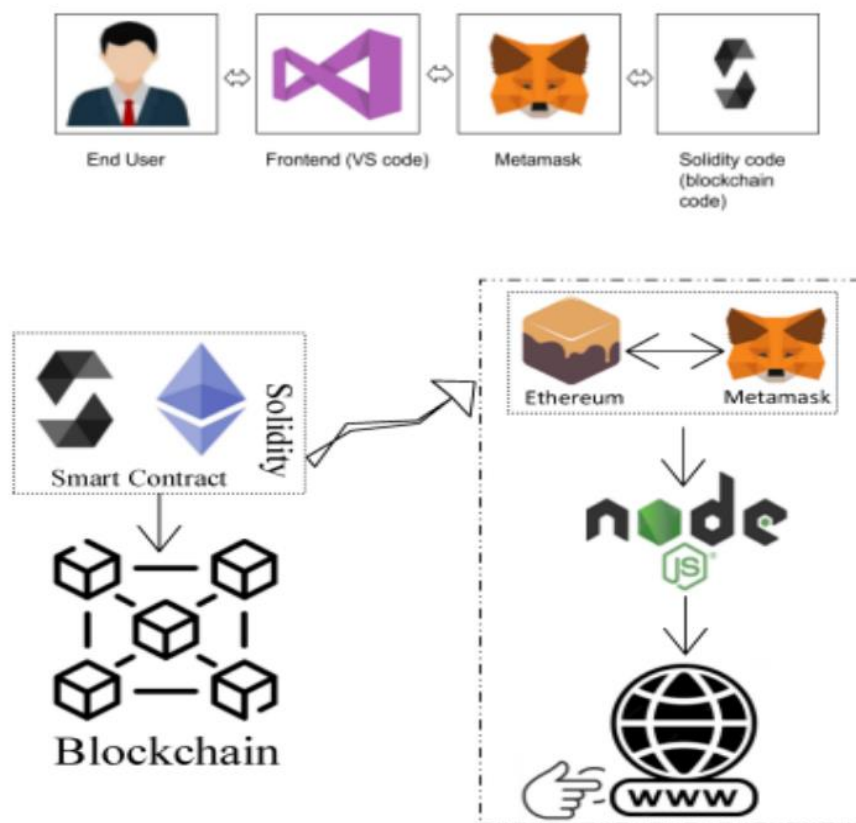 End User
Frontend (VS code)
Metamask
Solidity code
(blockchain
code)
Solidity
Smart Contract
Ethereum
Metamask
node
JS
Blockchain
www